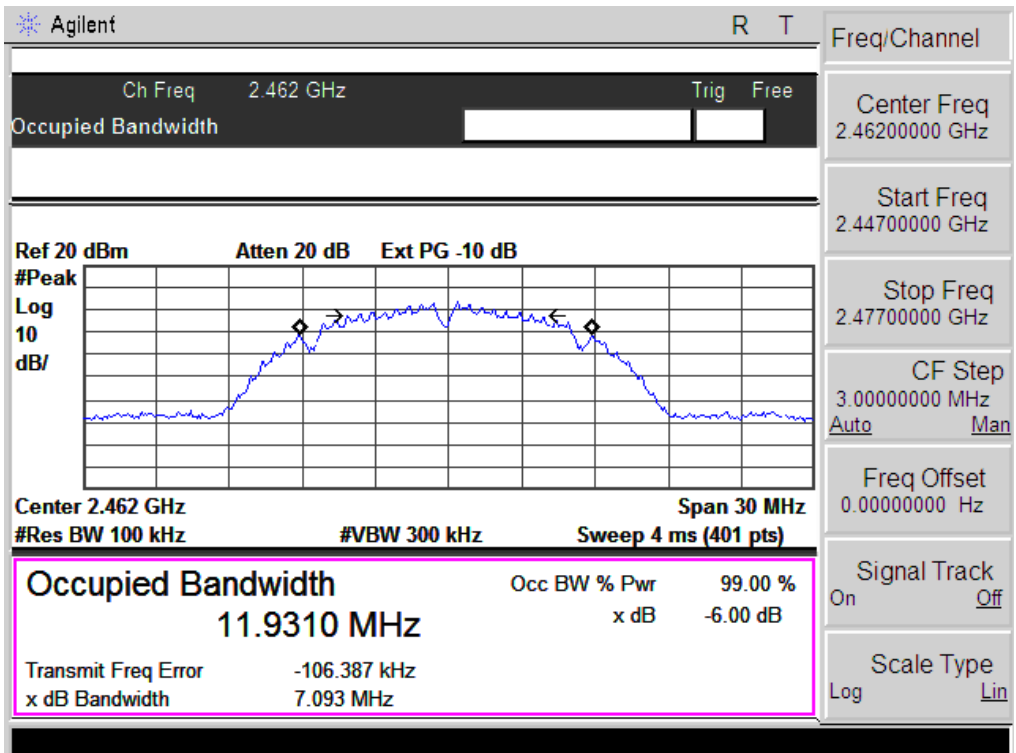 Agilent R T
Ch Freq 2.462 GHz Trig Free
Occupied Bandwidth
Ref 20 dBm Atten 20 dB Ext PG -10 dB
#Peak
Log
10
dB/
Center 2.462 GHz Span 30 MHz
#Res BW 100 kHz #VBW 300 kHz Sweep 4 ms (401 pts)
Occupied Bandwidth Occ BW % Pwr 99.00 %
11.9310 MHz x dB -6.00 dB
Transmit Freq Error -106.387 kHz
x dB Bandwidth 7.093 MHz
Freq/Channel
Center Freq
2.46200000 GHz
Start Freq
2.44700000 GHz
Stop Freq
2.47700000 GHz
CF Step
3.00000000 MHz
Auto Man
Freq Offset
0.00000000 Hz
Signal Track
On Off
Scale Type
Log Lin